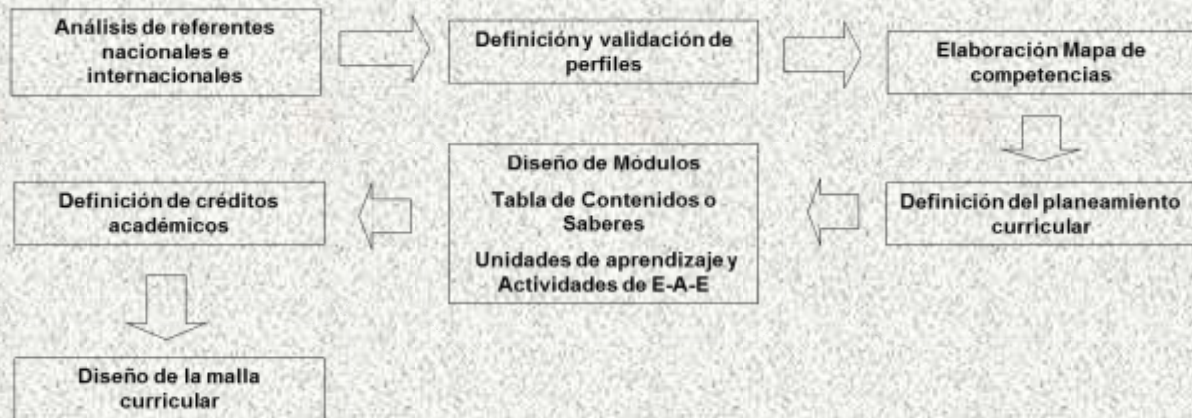 Análisis de referentes
nacionales e
internacionales
Definición y validación de
perfiles
Elaboración Mapa de
competencias
Definición del planeamiento
curricular
Diseño de Módulos
Tabla de Contenidos o
Saberes
Unidades de aprendizaje y
Actividades de E-A-E
Definición de créditos
académicos
Diseño de la malla
curricular